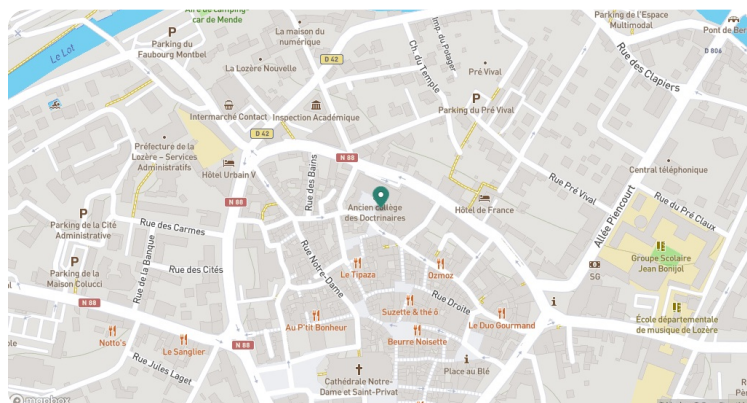 Aire de camping-
car de Mende
Parking du
Faubourg Montbel
Le Lot
La maison du
numérique
D 42
La Lozère Nouvelle
Imp. du Potager
Ch. du Temple
Pré Vival
Parking de l'Espace
Multimodal
Rue des Clapiers
D 806
Parking du Pré Vival
Intermarché Contact
Inspection Académique
D 42
Préfecture de la
Lozère – Services
Administratifs
Hôtel Urbain V
N 88
Rue des Bains
Ancien collège
des Doctrinaires
Hôtel de France
Rue Pré Vival
Central téléphonique
Allée Piencourt
Rue du Pré Claux
Groupe Scolaire
Jean Bonijol
Parking de la Cité
Administrative
Rue des Carmes
N 88
Rue de la Banque
Rue des Cités
Rue Notre-Dame
Le Tipaza
Ozmoz
SG
Parking de la
Maison Colucci
N 88
Suzette & thé ô
Rue Droite
Le Duo Gourmand
École départementale
de musique de Lozère
Au P'tit Bonheur
Beurre Noisette
Notto's
Le Sanglier
N 88
Rue Jules Laget
Cathédrale Notre-
Dame et Saint-Privat
Place au Blé
mapbox